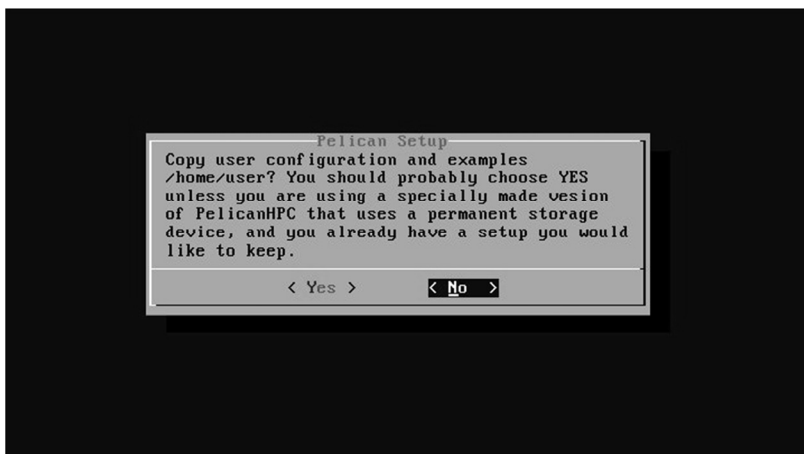 Pelican Setup
Copy user configuration and examples
/home/user? You should probably choose YES
unless you are using a specially made vesion
of PelicanHPC that uses a permanent storage
device, and you already have a setup you would
like to keep.
< Yes > < No >